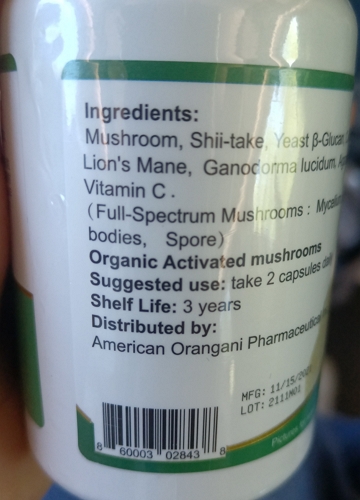 Ingredients:
Mushroom, Shii-take, Yeast β-Glucan,
Lion's Mane, Ganodorma lucidum,
Vitamin C .
(Full-Spectrum Mushrooms :
bodies, Spore)
Organic Activated mushrooms
Suggested use: take 2 capsules
Shelf Life: 3 years
Distributed by:
American Orangani
MFG: 11/15/
LOT: 2111M01
8 60003 02843 8